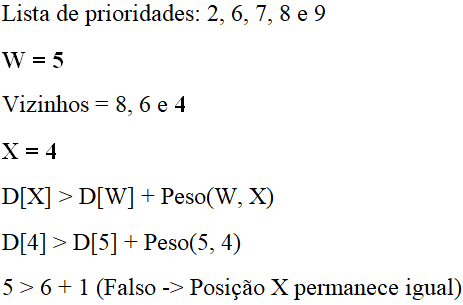 Lista de prioridades: 2, 6, 7, 8 e 9
W = 5
Vizinhos = 8, 6 e 4
X = 4
D[X] > D[W] + Peso(W, X)
D[4] > D[5] + Peso(5, 4)
5 > 6 + 1 (Falso -> Posição X permanece igual)